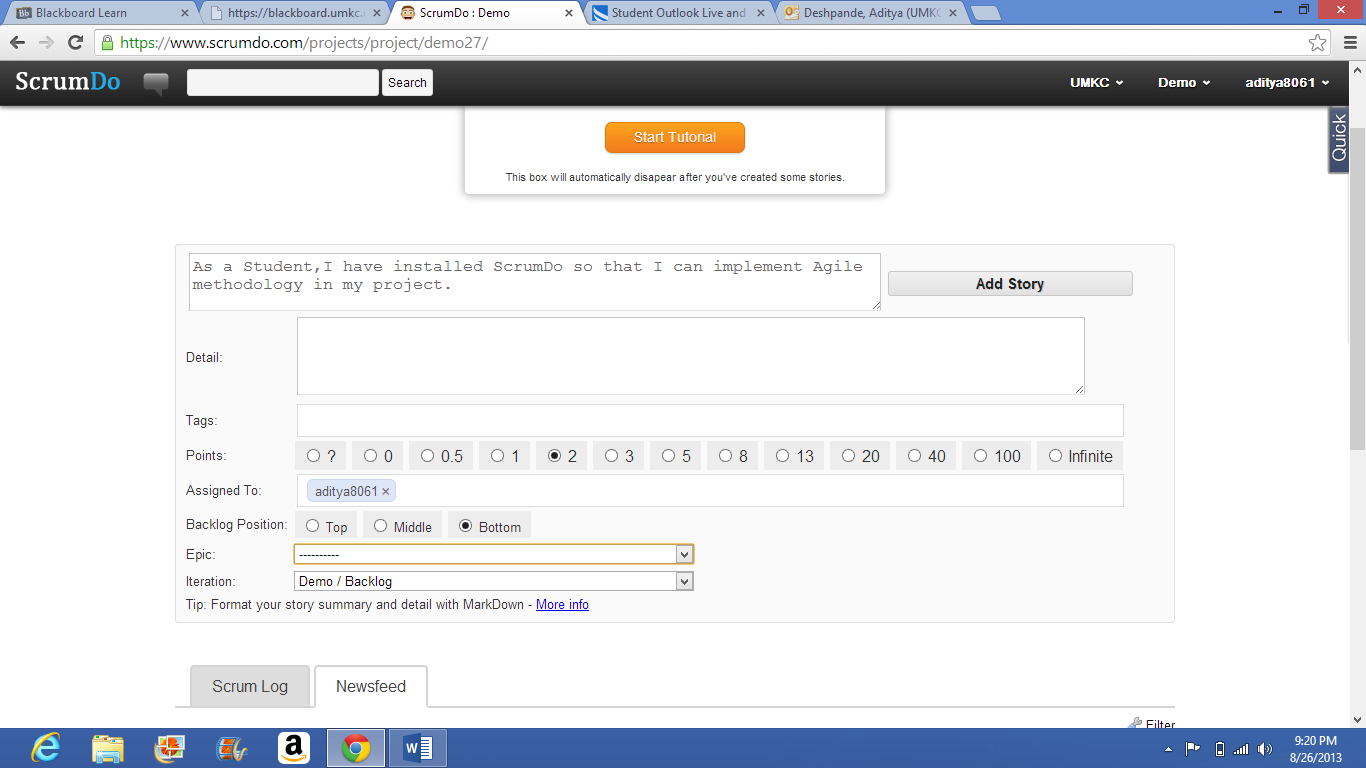 Blackboard Learn
https://blackboard.umkc.
ScrumDo : Demo
Student Outlook Live and
Deshpande, Aditya (UMKC
https://www.scrumdo.com/projects/project/demo27/
ScrumDo
Search
UMKC
Demo
aditya8061
Quick
Start Tutorial
This box will automatically disapear after you've created some stories.
As a Student,I have installed ScrumDo so that I can implement Agile
methodology in my project.
Add Story
Detail:
Tags:
Points: ? 0 0.5 1 2 3 5 8 13 20 40 100 Infinite
Assigned To: aditya8061 ×
Backlog Position: Top Middle Bottom
Epic: ----------
Iteration: Demo / Backlog
Tip: Format your story summary and detail with MarkDown - More info
Scrum Log
Newsfeed
Filter
9:20 PM
8/26/2013